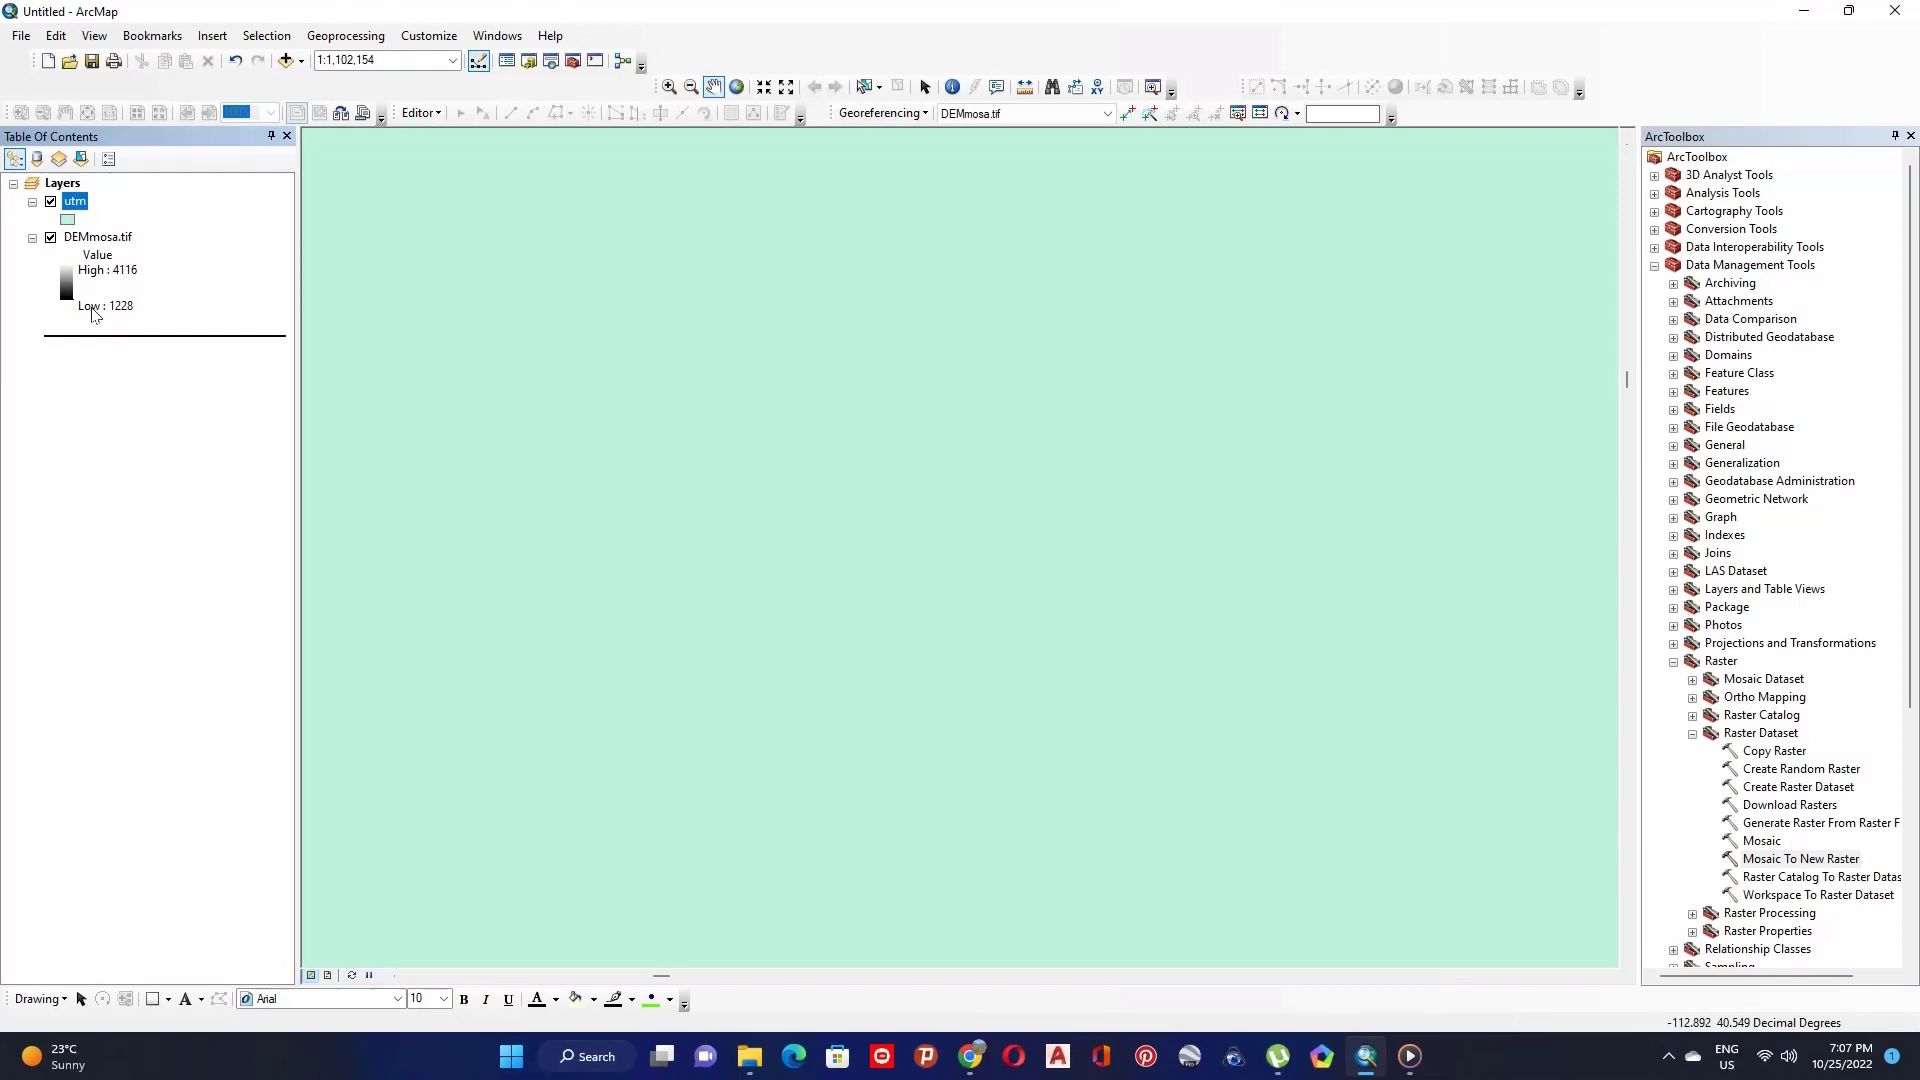 Untitled - ArcMap
File Edit View Bookmarks Insert Selection Geoprocessing Customize Windows Help
1:1,102,154
Editor Georeferencing DEMmosa.tif
Table Of Contents
Layers
utm
DEMmosa.tif
Value
High : 4116
Low : 1228
ArcToolbox
ArcToolbox
3D Analyst Tools
Analysis Tools
Cartography Tools
Conversion Tools
Data Interoperability Tools
Data Management Tools
Archiving
Attachments
Data Comparison
Distributed Geodatabase
Domains
Feature Class
Features
Fields
File Geodatabase
General
Generalization
Geodatabase Administration
Geometric Network
Graph
Indexes
Joins
LAS Dataset
Layers and Table Views
Package
Photos
Projections and Transformations
Raster
Mosaic Dataset
Ortho Mapping
Raster Catalog
Raster Dataset
Copy Raster
Create Random Raster
Create Raster Dataset
Download Rasters
Generate Raster From Raster F
Mosaic
Mosaic To New Raster
Raster Catalog To Raster Datas
Workspace To Raster Dataset
Raster Processing
Raster Properties
Relationship Classes
Drawing A Arial 10 B I U A
-112.892 40.549 Decimal Degrees
23°C
Sunny
Search
ENG
US
7:07 PM
10/25/2022
1